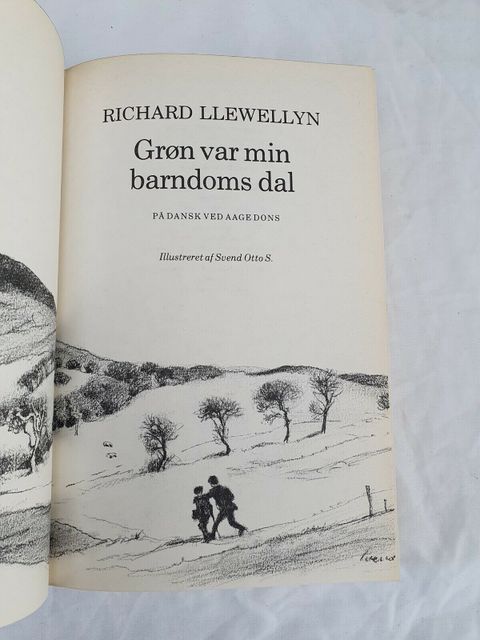 RICHARD LLEWELLYN
Grøn var min
barndoms dal
PÅ DANSK VED AAGE DONS
Illustreret af Svend Otto S.